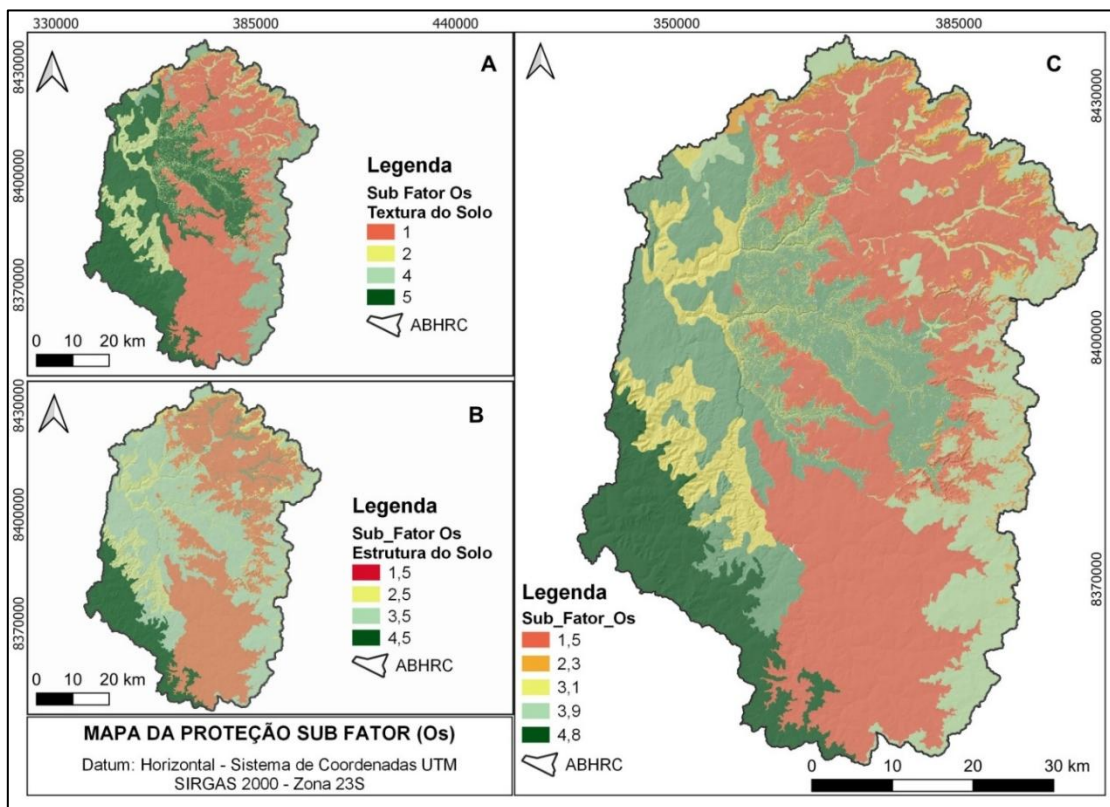 330000 385000 440000
350000 385000
8430000
8400000
8370000
A
Legenda
Sub Fator Os
Textura do Solo
1
2
4
5
ABHRC
0 10 20 km
8430000
8400000
8370000
B
Legenda
Sub_Fator Os
Estrutura do Solo
1,5
2,5
3,5
4,5
ABHRC
0 10 20 km
MAPA DA PROTEÇÃO SUB FATOR (Os)
Datum: Horizontal - Sistema de Coordenadas UTM
SIRGAS 2000 - Zona 23S
C
8430000
8400000
8370000
Legenda
Sub_Fator_Os
1,5
2,3
3,1
3,9
4,8
ABHRC
0 10 20 30 km